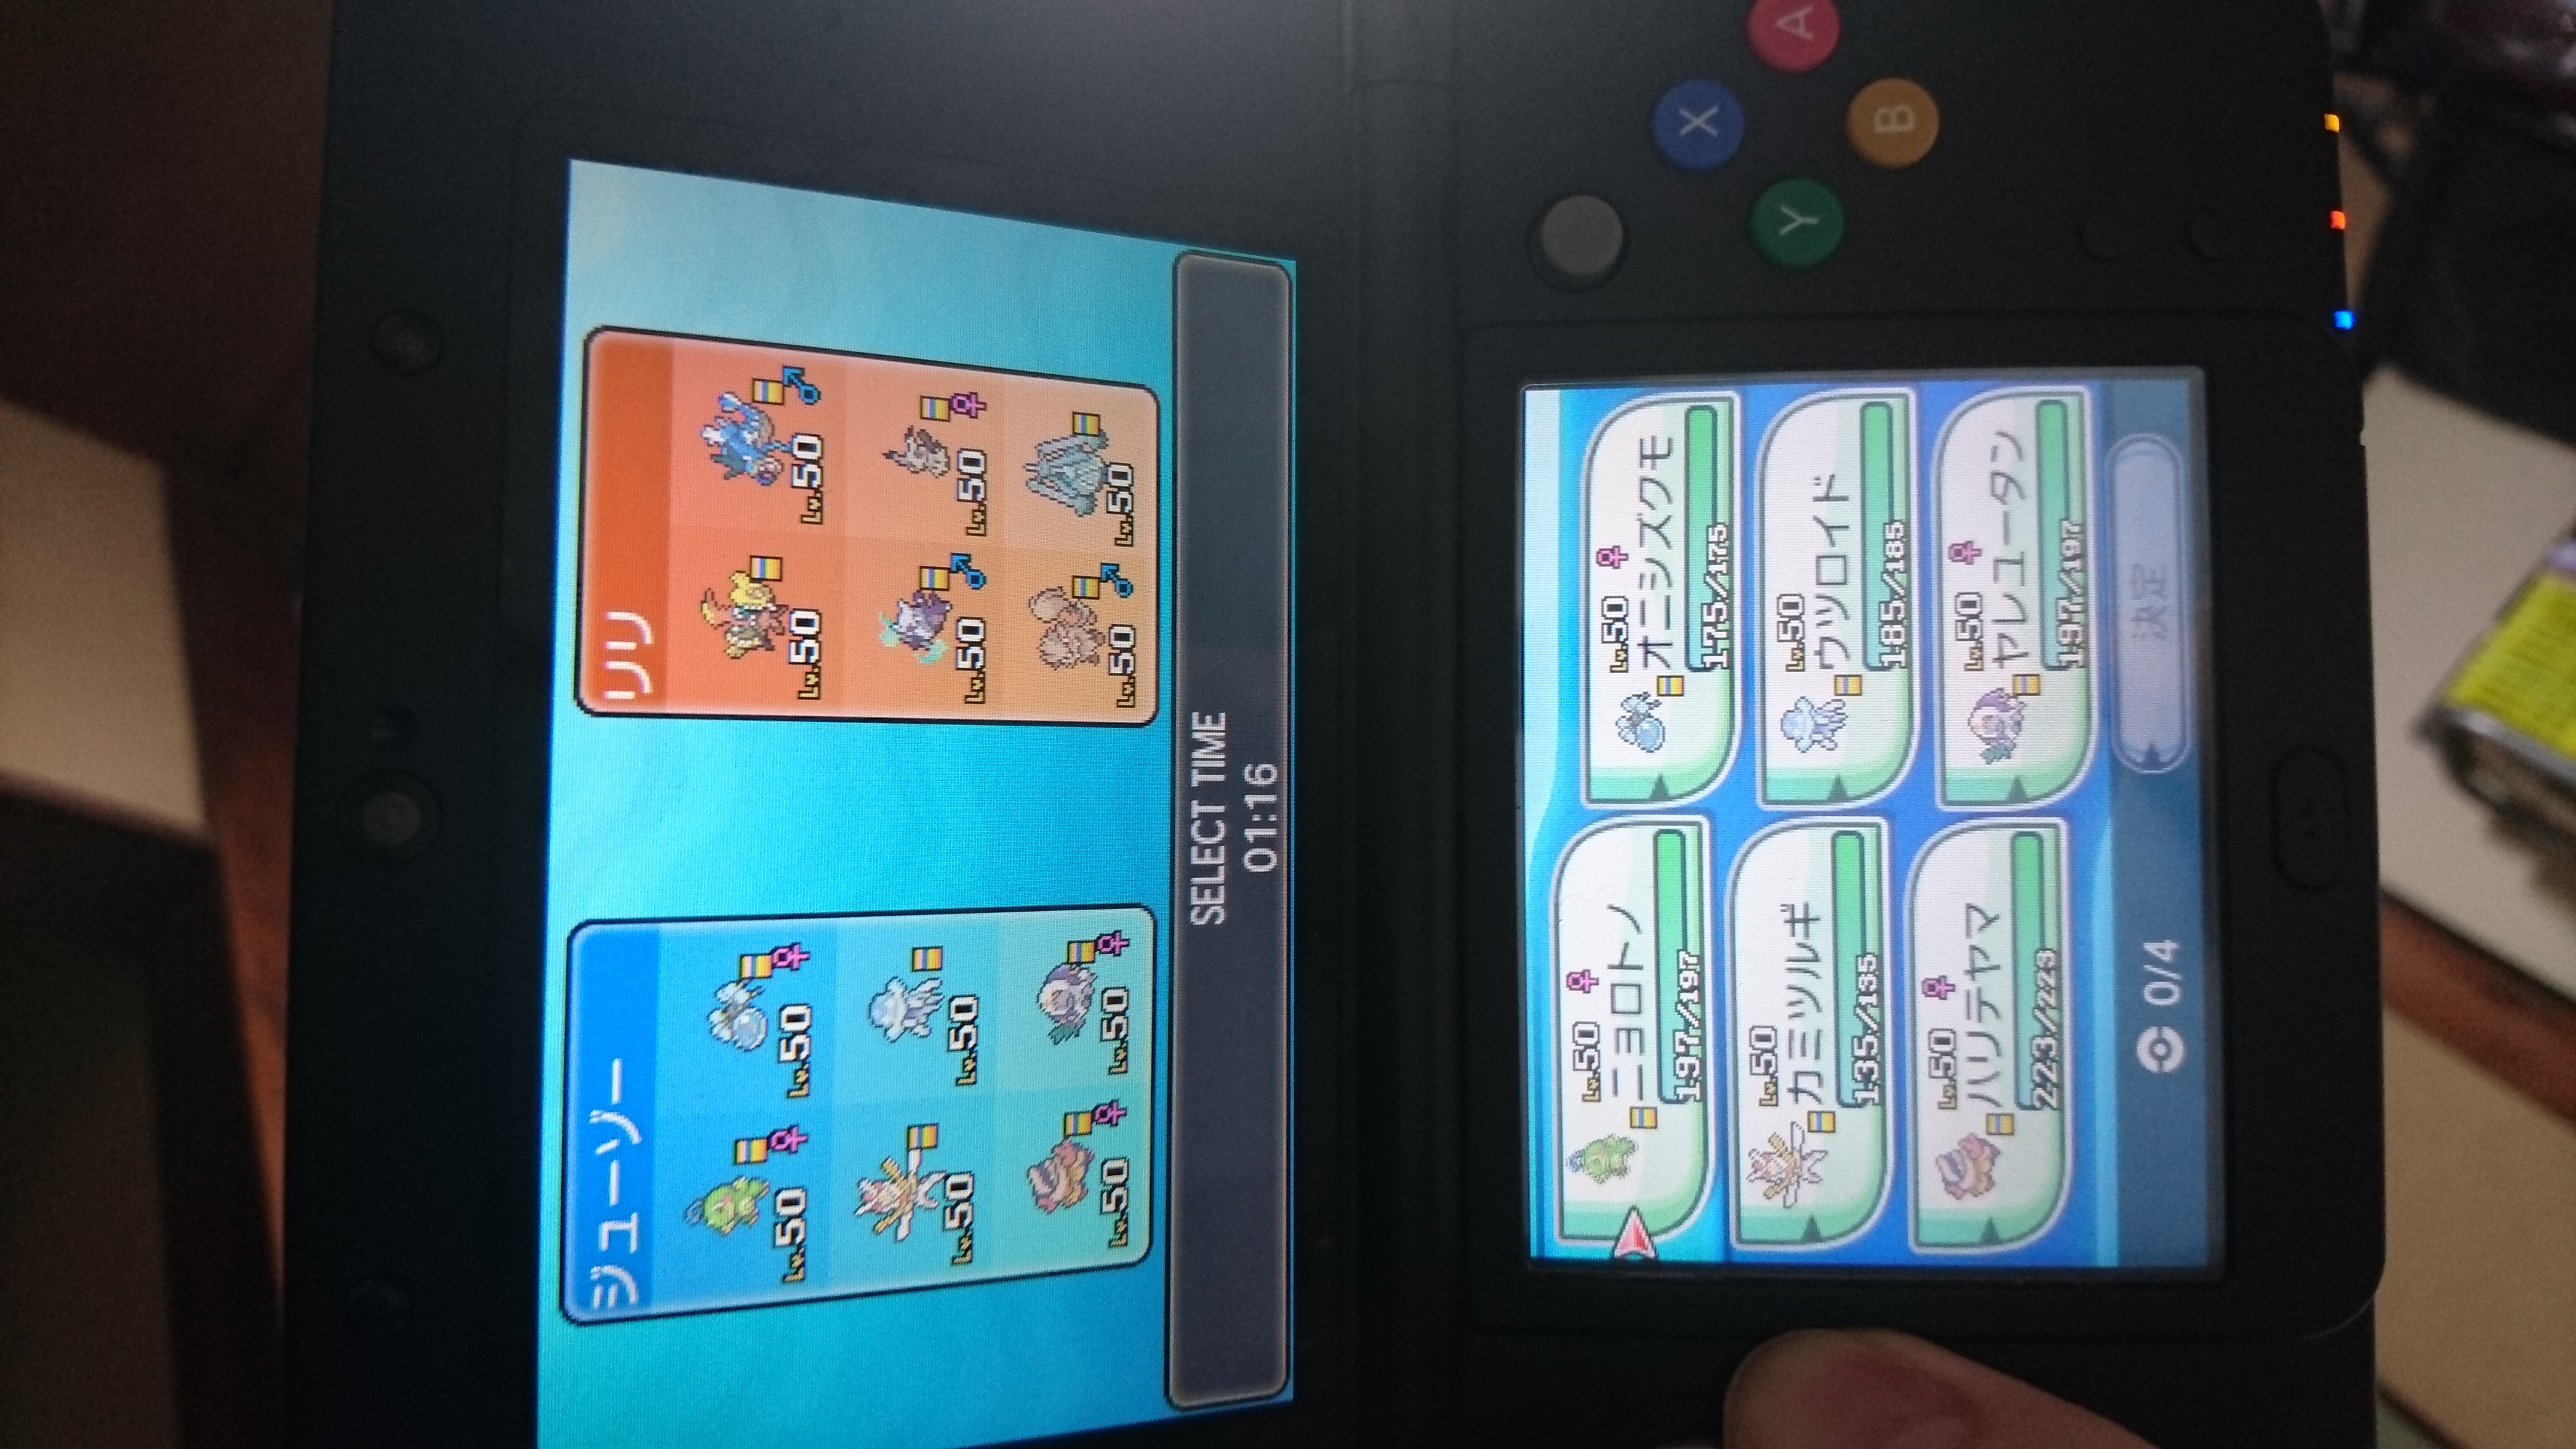 ジューゾー
Lv.50 ♀ Lv.50 ♀
Lv.50 Lv.50
Lv.50 ♀ Lv.50 ♀
リリ
Lv.50 Lv.50 ♂
Lv.50 ♂ Lv.50 ♀
Lv.50 ♂ Lv.50
SELECT TIME
01:16
Lv.50 ♀
ニョロトノ
197/197
Lv.50 ♀
オニシズクモ
175/175
Lv.50
カミツルギ
135/135
Lv.50
ウツロイド
185/185
Lv.50 ♀
ハリテヤマ
223/223
Lv.50 ♀
ヤレユータン
197/197
0/4
決定
X
Y
A
B